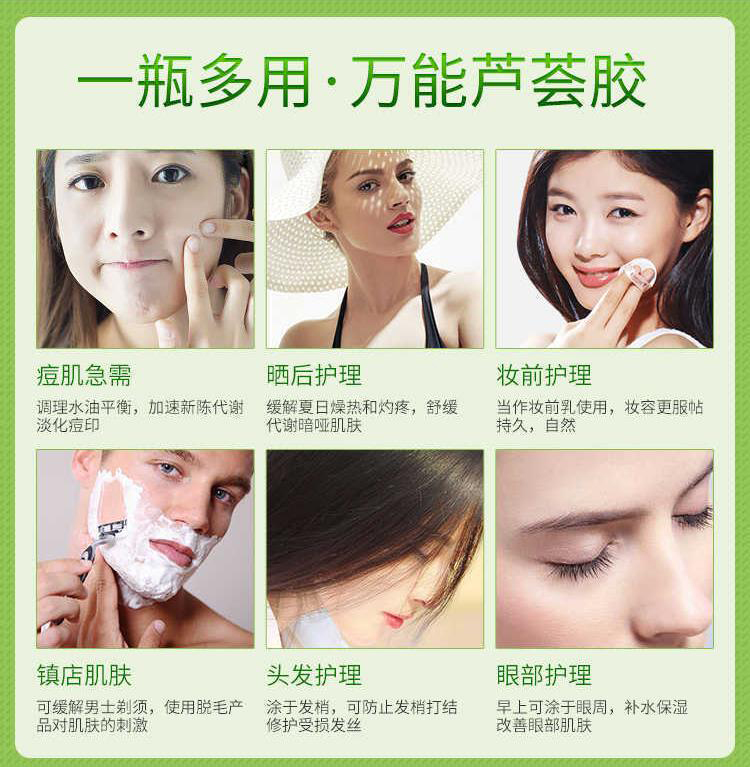 一瓶多用·万能芦荟胶
痘肌急需
调理水油平衡，加速新陈代谢
淡化痘印
晒后护理
缓解夏日燥热和灼疼，舒缓
代谢暗哑肌肤
妆前护理
当作妆前乳使用，妆容更服帖
持久，自然
镇店肌肤
可缓解男士剃须，使用脱毛产
品对肌肤的刺激
头发护理
涂于发梢，可防止发梢打结
修护受损发丝
眼部护理
早上可涂于眼周，补水保湿
改善眼部肌肤